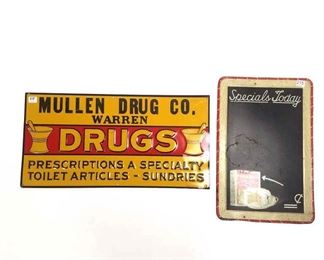 MULLEN DRUG CO.
WARREN
DRUGS
PRESCRIPTIONS A SPECIALTY
TOILET ARTICLES - SUNDRIES
Specials Today
¢